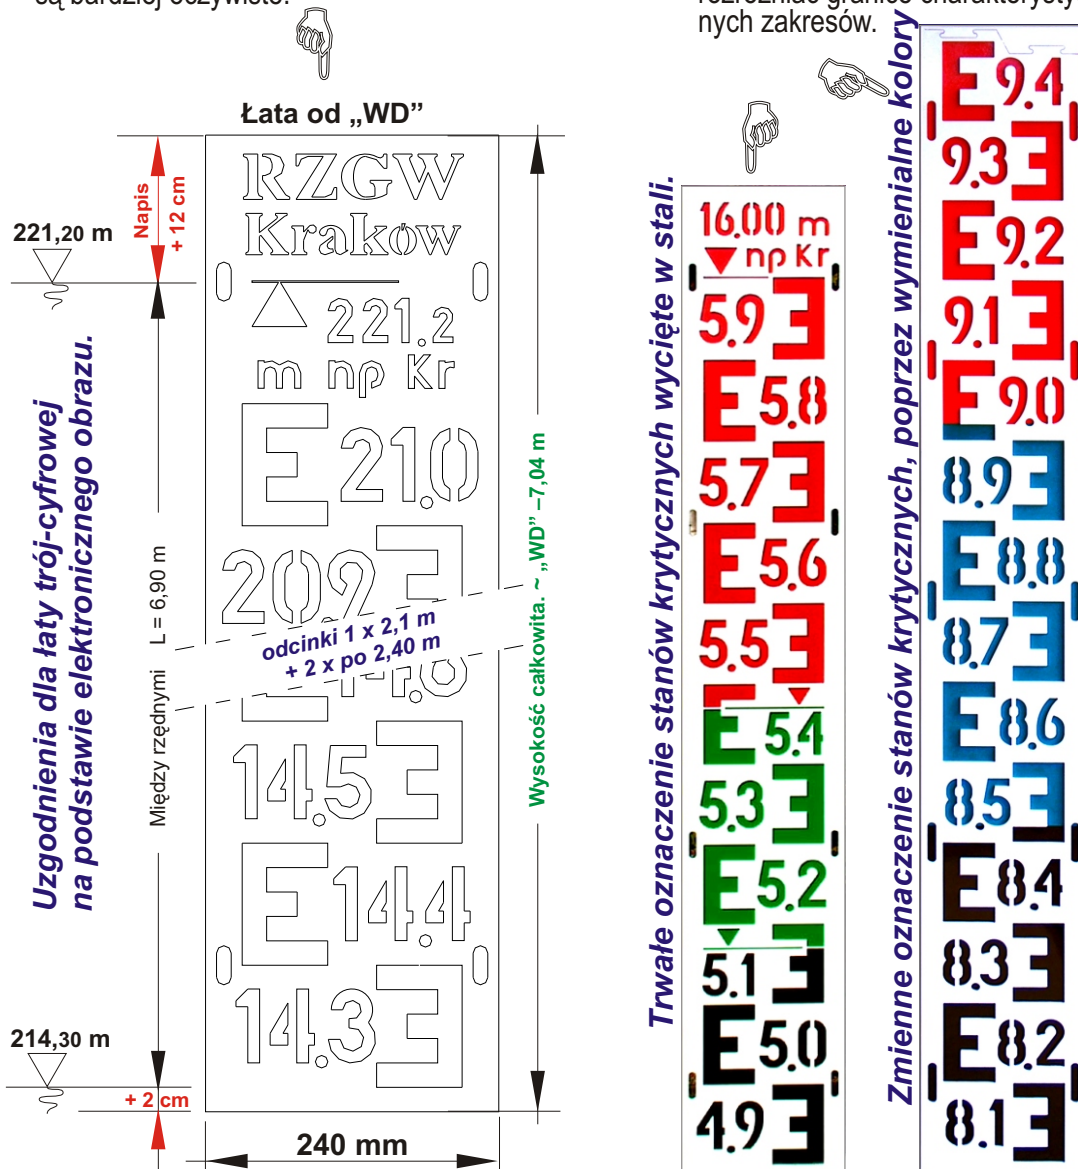 są bardziej oczywiste.
rozróżniać granice charakterysty
nych zakresów.
Łata od „WD”
RZGW
Kraków
Napis
+ 12 cm
221,20 m
221.2
m np Kr
21.0
20.9
odcinki 1 x 2,1 m
+ 2 x po 2,40 m
14.6
14.5
14.4
14.3
214,30 m
+ 2 cm
240 mm
Uzgodnienia dla łaty trój-cyfrowej
na podstawie elektronicznego obrazu.
Między rzędnymi L = 6,90 m
Wysokość całkowita. ~ „WD” –7,04 m
Trwałe oznaczenie stanów krytycznych wycięte w stali.
16.00 m
np Kr
5.9
5.8
5.7
5.6
5.5
5.4
5.3
5.2
5.1
5.0
4.9
Zmienne oznaczenie stanów krytycznych, poprzez wymienialne kolory
9.4
9.3
9.2
9.1
9.0
8.9
8.8
8.7
8.6
8.5
8.4
8.3
8.2
8.1